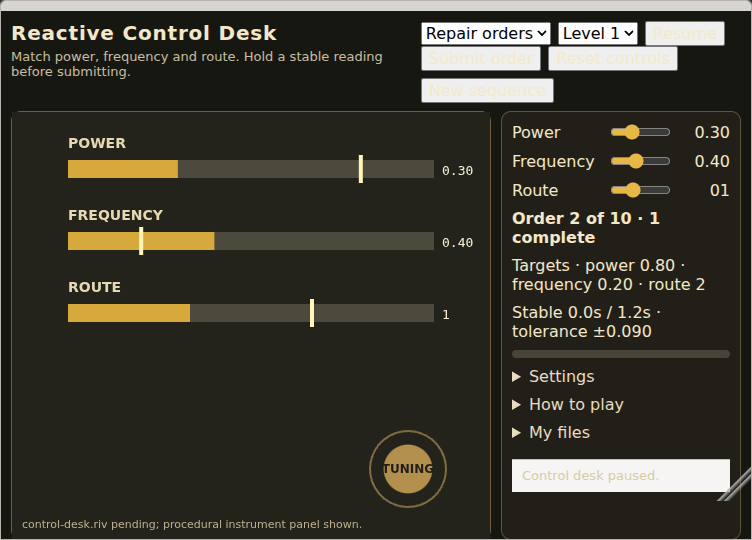 Reactive Control Desk
Match power, frequency and route. Hold a stable reading
before submitting.
Repair orders
Level 1
Resume
Submit order
Reset controls
New sequence
POWER
0.30
FREQUENCY
0.40
ROUTE
1
TUNING
control-desk.riv pending; procedural instrument panel shown.
Power 0.30
Frequency 0.40
Route 01
Order 2 of 10 · 1
complete
Targets · power 0.80 ·
frequency 0.20 · route 2
Stable 0.0s / 1.2s ·
tolerance ±0.090
Settings
How to play
My files
Control desk paused.